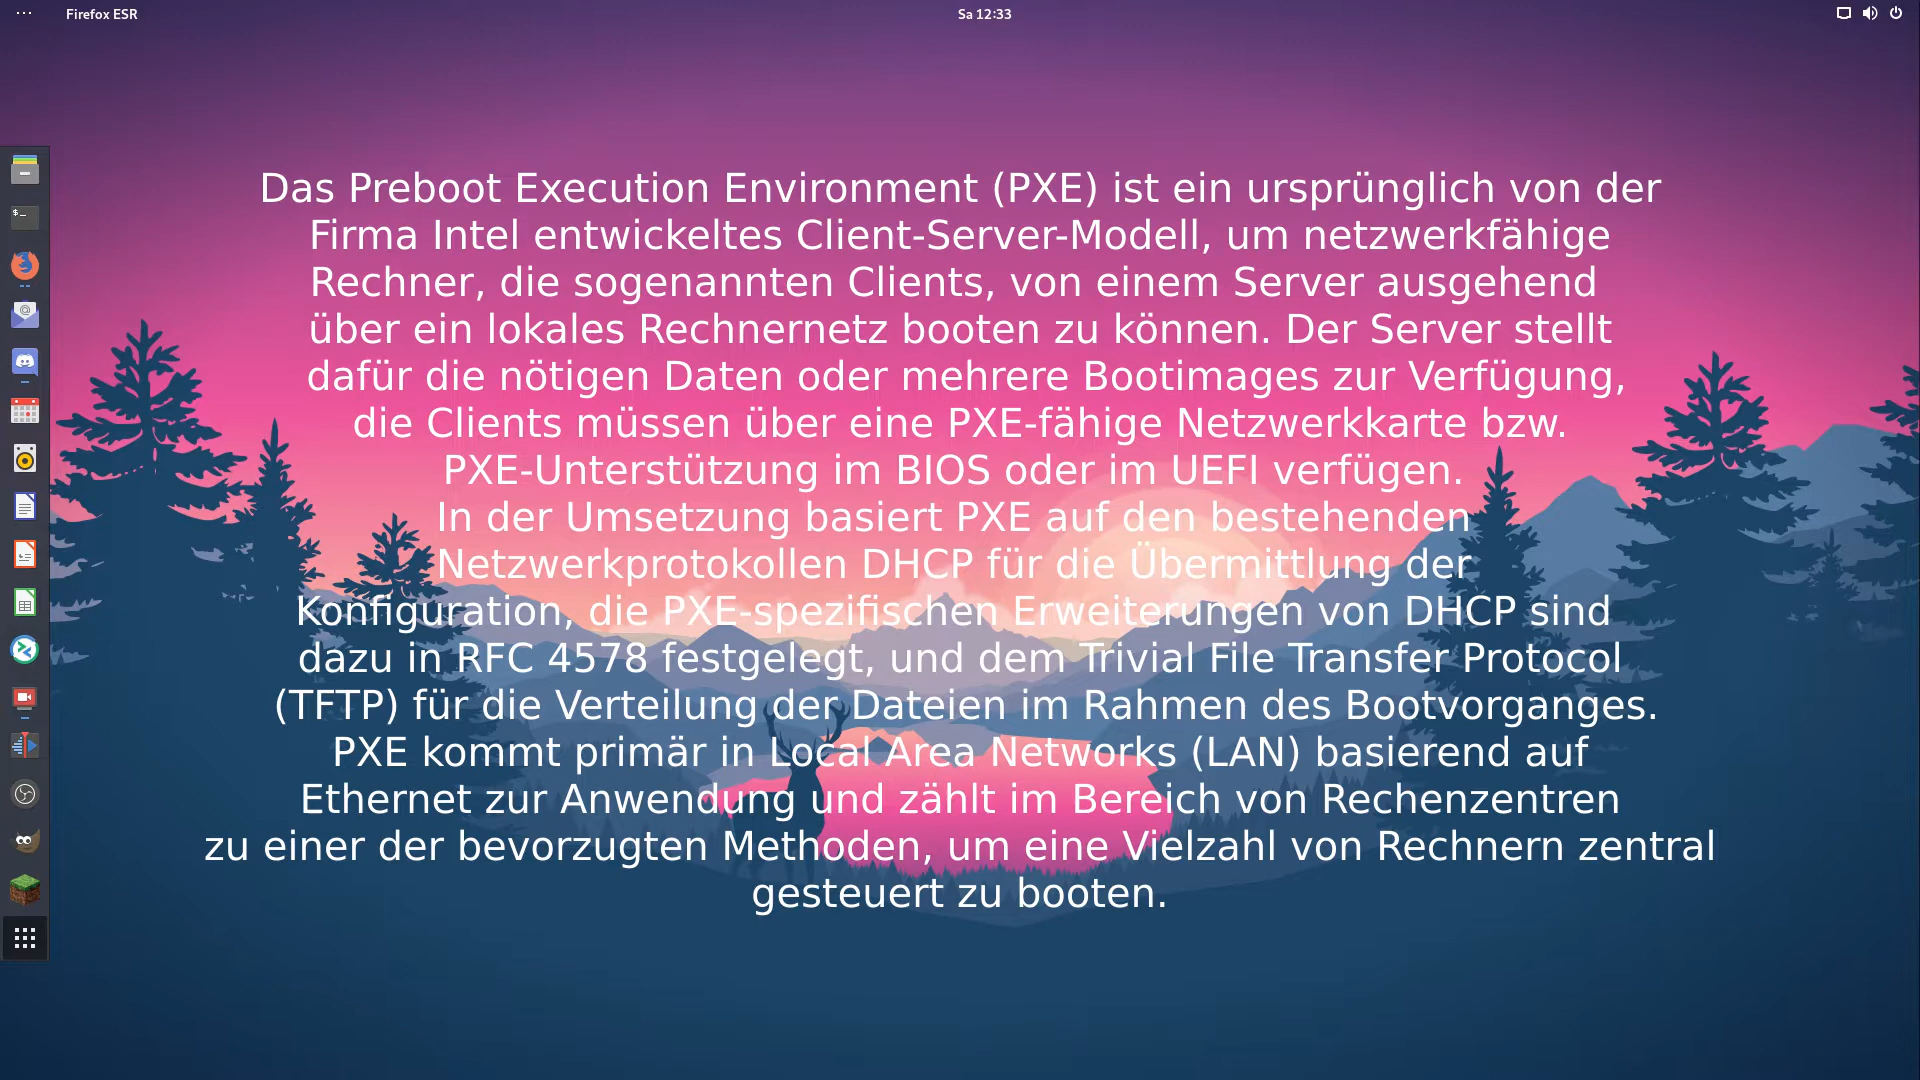 Firefox ESR
Sa 12:33
Das Preboot Execution Environment (PXE) ist ein ursprünglich von der
Firma Intel entwickeltes Client-Server-Modell, um netzwerkfähige
Rechner, die sogenannten Clients, von einem Server ausgehend
über ein lokales Rechnernetz booten zu können. Der Server stellt
dafür die nötigen Daten oder mehrere Bootimages zur Verfügung,
die Clients müssen über eine PXE-fähige Netzwerkkarte bzw.
PXE-Unterstützung im BIOS oder im UEFI verfügen.
In der Umsetzung basiert PXE auf den bestehenden
Netzwerkprotokollen DHCP für die Übermittlung der
Konfiguration, die PXE-spezifischen Erweiterungen von DHCP sind
dazu in RFC 4578 festgelegt, und dem Trivial File Transfer Protocol
(TFTP) für die Verteilung der Dateien im Rahmen des Bootvorganges.
PXE kommt primär in Local Area Networks (LAN) basierend auf
Ethernet zur Anwendung und zählt im Bereich von Rechenzentren
zu einer der bevorzugten Methoden, um eine Vielzahl von Rechnern zentral
gesteuert zu booten.